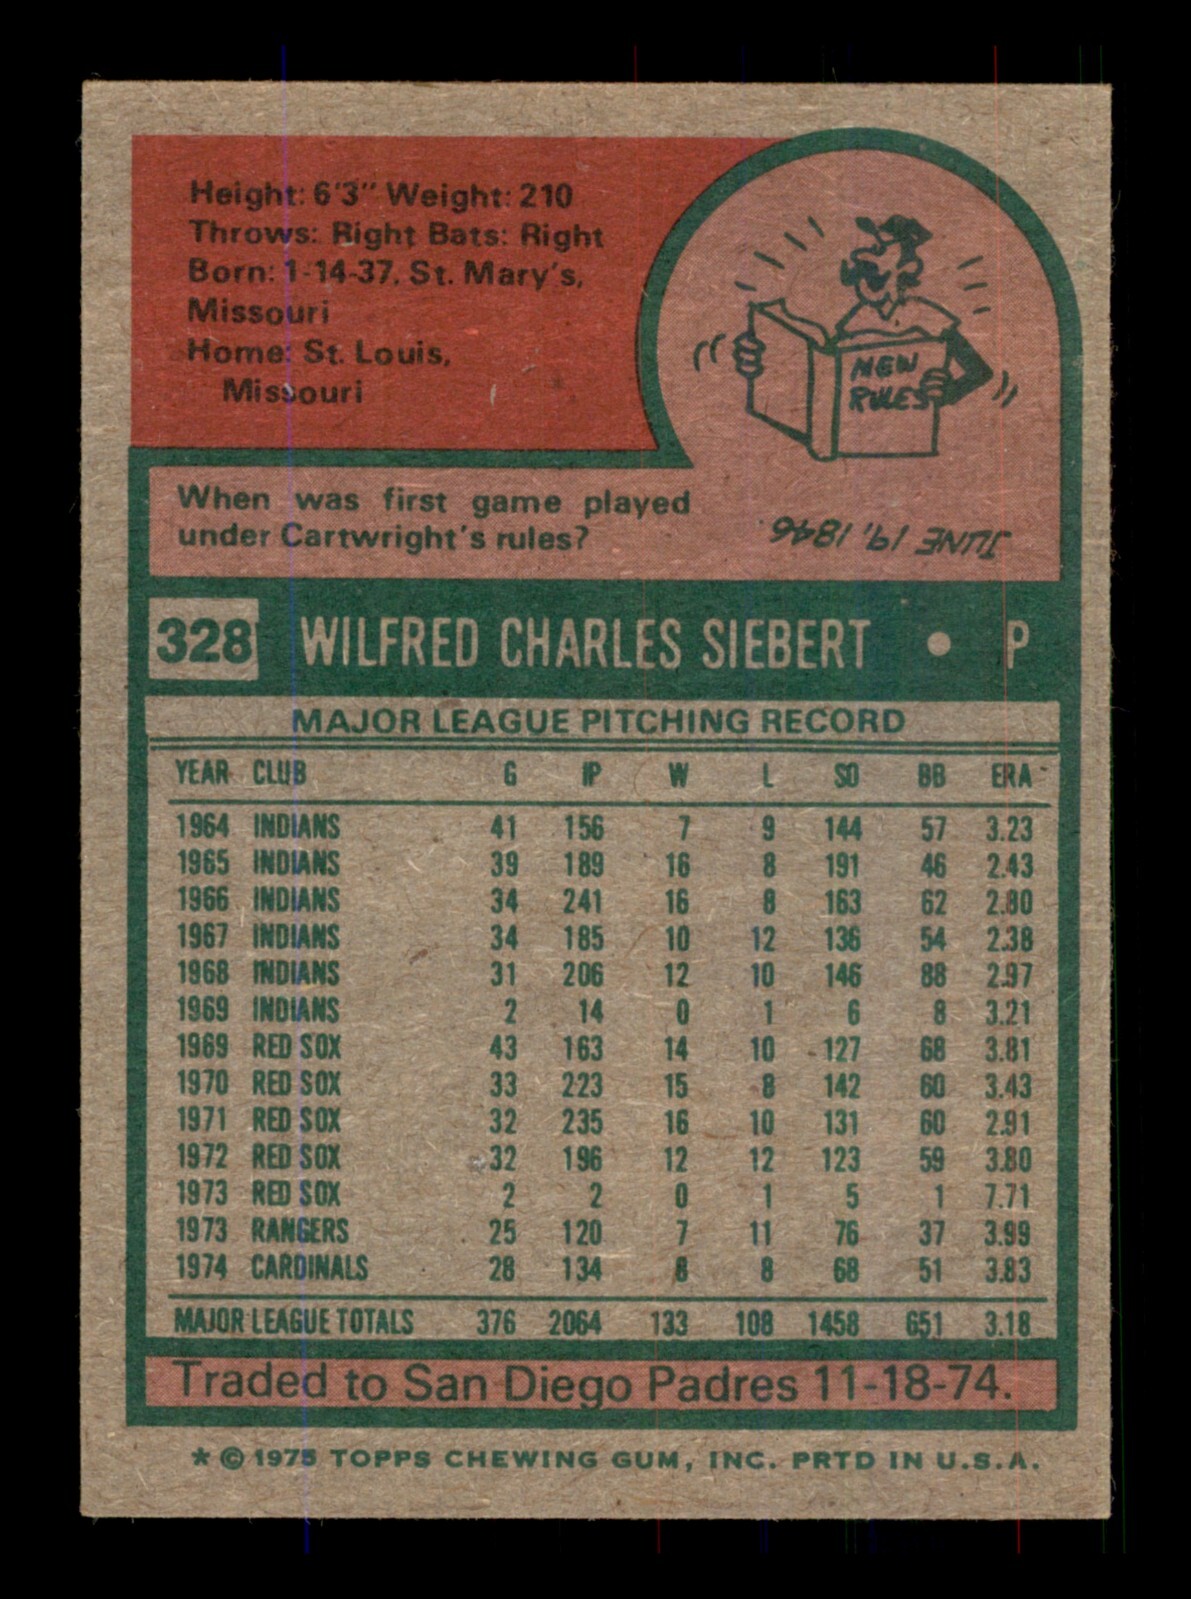 Height: 6'3" Weight: 210
Throws: Right Bats: Right
Born: 1-14-37, St. Mary's,
Missouri
Home: St. Louis,
Missouri
NEW
RULES
When was first game played
under Cartwright's rules?
JUNE 19, 1846
328 WILFRED CHARLES SIEBERT • P
MAJOR LEAGUE PITCHING RECORD
YEAR CLUB G IP W L SO BB ERA
1964 INDIANS 41 156 7 9 144 57 3.23
1965 INDIANS 39 189 16 8 191 46 2.43
1966 INDIANS 34 241 16 8 163 62 2.80
1967 INDIANS 34 185 10 12 136 54 2.38
1968 INDIANS 31 206 12 10 146 88 2.97
1969 INDIANS 2 14 0 1 6 8 3.21
1969 RED SOX 43 163 14 10 127 68 3.81
1970 RED SOX 33 223 15 8 142 60 3.43
1971 RED SOX 32 235 16 10 131 60 2.91
1972 RED SOX 32 196 12 12 123 59 3.80
1973 RED SOX 2 2 0 1 5 1 7.71
1973 RANGERS 25 120 7 11 76 37 3.99
1974 CARDINALS 28 134 8 8 68 51 3.83
MAJOR LEAGUE TOTALS 376 2064 133 108 1458 651 3.18
Traded to San Diego Padres 11-18-74.
* © 1975 TOPPS CHEWING GUM, INC. PRTD IN U.S.A.